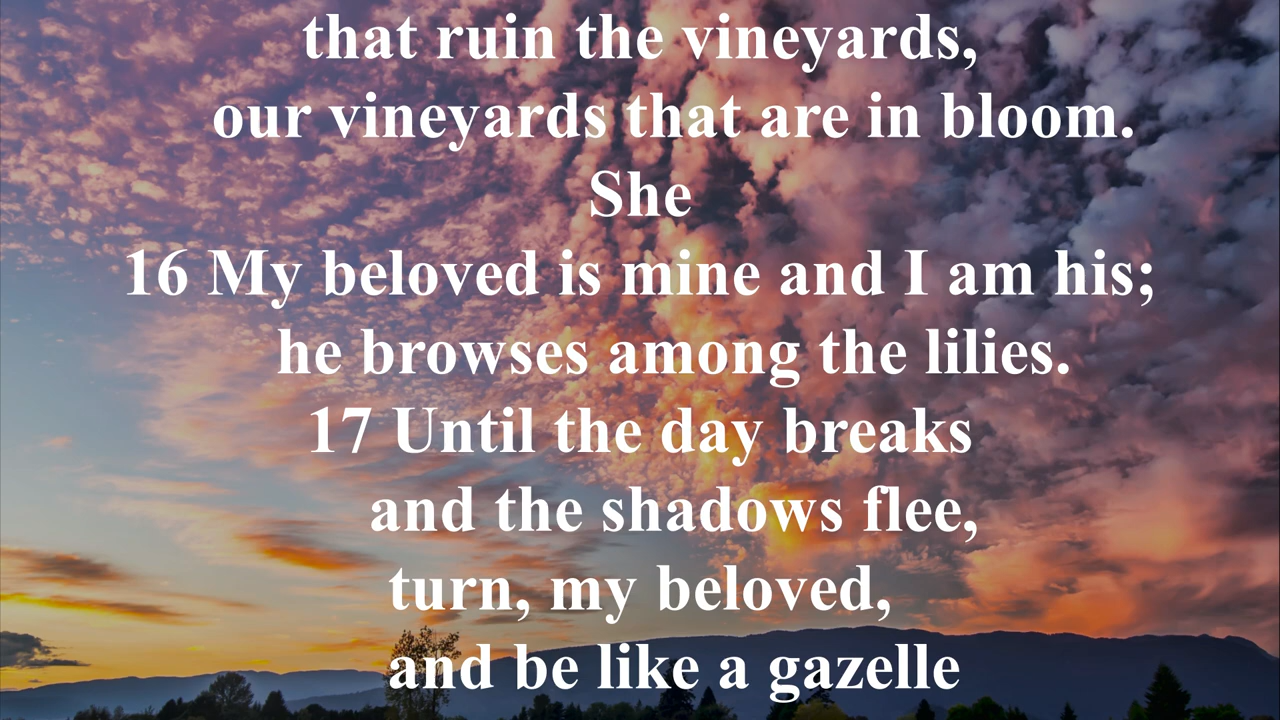 that ruin the vineyards,
our vineyards that are in bloom.
She
16 My beloved is mine and I am his;
he browses among the lilies.
17 Until the day breaks
and the shadows flee,
turn, my beloved,
and be like a gazelle